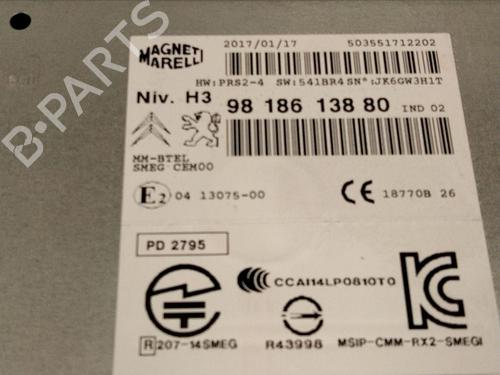 B-PARTS
MAGNETI
MARELLI
2017/01/17 503551712202
HW:PRS2-4 SW:541BR4 SN°:JK6GW3H1T
Niv. H3 98 186 138 80 IND 02
MM-BTEL
SMEG CEM00
E2 04 13075-00
CE 18770B 26
PD 2795
CCAI14LP0810T0
R 207-14SMEG R43998 MSIP-CMM-RX2-SMEGI